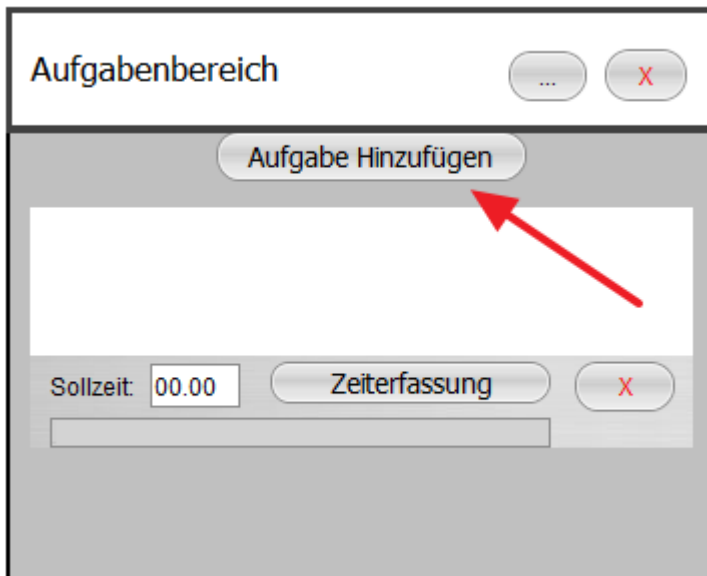 Aufgabenbereich ... X
Aufgabe Hinzufügen
Sollzeit: 00.00 Zeiterfassung X